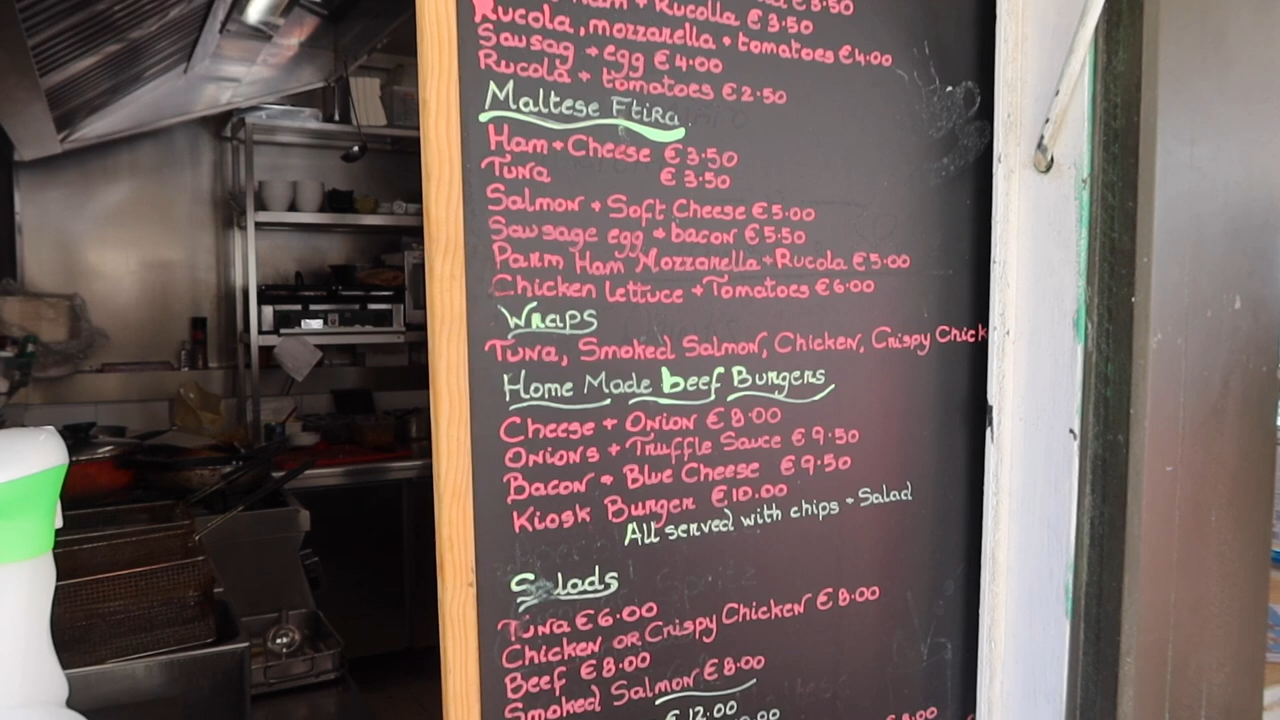 Ham + Rucolla €3.50
Rucola, mozzarella + tomatoes €4.00
Sausag + egg €4.00
Rucola + tomatoes €2.50
Maltese Ftira
Ham + Cheese €3.50
Tuna €3.50
Salmon + Soft Cheese €5.00
Sausage egg + bacon €5.50
Parm Ham Mozzarella + Rucola €5.00
Chicken lettuce + Tomatoes €6.00
Wraps
Tuna, Smoked Salmon, Chicken, Crispy Chick
Home Made beef Burgers
Cheese + Onion €8.00
Onions + Truffle Sauce €9.50
Bacon + Blue Cheese €9.50
Kiosk Burger €10.00
All served with chips + Salad
Salads
Tuna €6.00
Chicken or Crispy Chicken €8.00
Beef €8.00
Smoked Salmon €8.00
€12.00